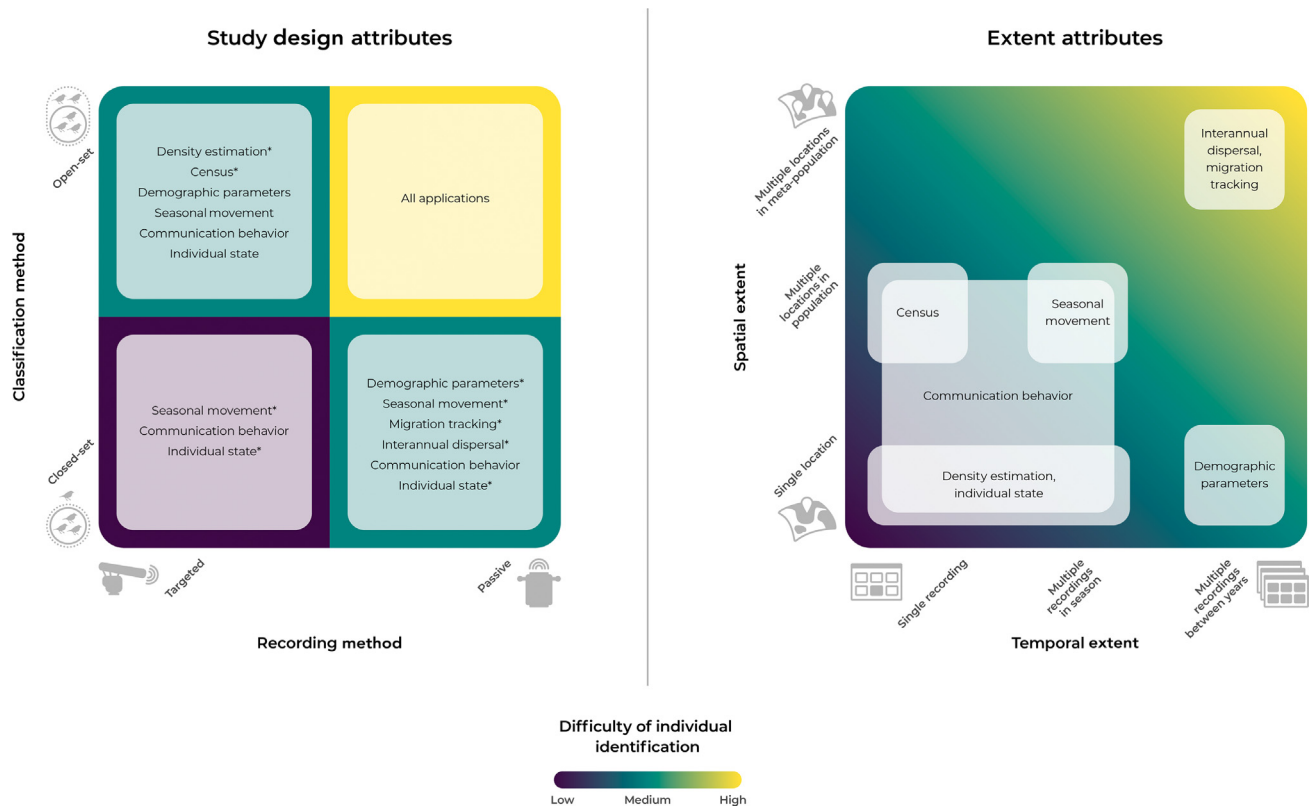 Study design attributes
Classification method
Open-set
Closed-set
Density estimation*
Census*
Demographic parameters
Seasonal movement
Communication behavior
Individual state
All applications
Seasonal movement*
Communication behavior
Individual state*
Demographic parameters*
Seasonal movement*
Migration tracking*
Interannual dispersal*
Communication behavior
Individual state*
Targeted
Passive
Recording method
Extent attributes
Spatial extent
Multiple locations
in meta-population
Multiple
locations in
population
Single location
Interannual
dispersal,
migration
tracking
Census
Seasonal
movement
Communication behavior
Density estimation,
individual state
Demographic
parameters
Single recording
Multiple
recordings
in season
Multiple
recordings
between years
Temporal extent
Difficulty of individual
identification
Low
Medium
High